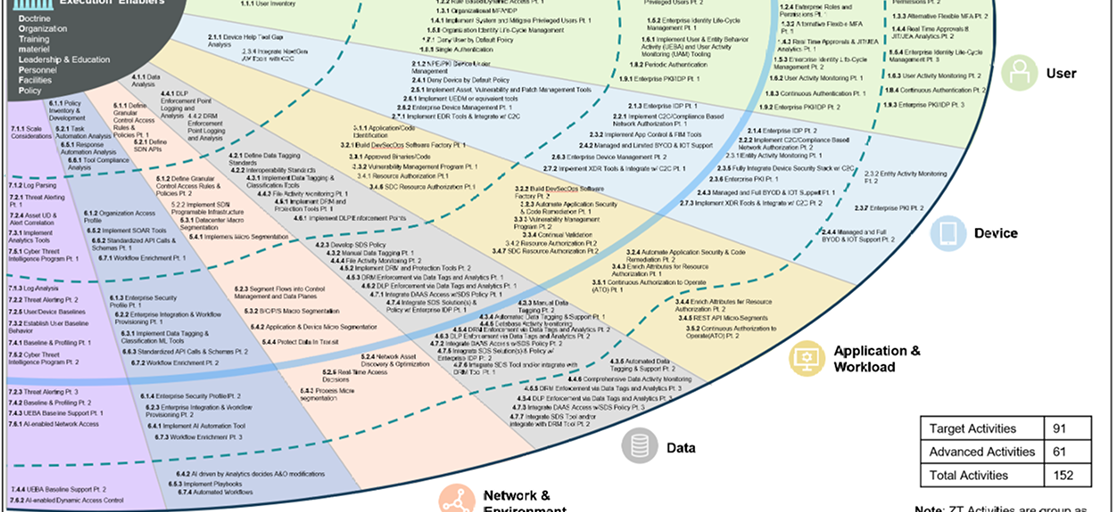 Execution Enablers
Doctrine
Organization
Training
materiel
Leadership & Education
Personnel
Facilities
Policy
1.1.1 User Inventory
1.3.1 Organizational MFA/IDP
1.4.1 Implement System and Migrate Privileged Users Pt. 1
1.5.1 Organization Identity Life-Cycle Management
1.7.1 Deny User by Default Policy
1.8.1 Single Authentication
Privileged Users Pt. 2
1.5.2 Enterprise Identity Life-Cycle
Management Pt. 1
1.6.1 Implement User & Entity Behavior
Activity (UEBA) and User Activity
Monitoring (UAM) Tooling
1.8.2 Periodic Authentication
1.9.1 Enterprise PKI/IDP Pt. 1
1.2.4 Enterprise Roles and
Permissions Pt. 1
1.3.2 Alternative Flexible MFA
Pt. 1
1.4.3 Real Time Approvals & JIT/JEA
Analytics Pt. 1
1.5.3 Enterprise Identity Life-Cycle
Management Pt. 2
1.6.2 User Activity Monitoring Pt. 1
1.8.3 Continuous Authentication Pt. 1
1.9.2 Enterprise PKI/IDP Pt. 2
Permissions Pt. 2
1.3.3 Alternative Flexible MFA Pt. 2
1.4.4 Real Time Approvals &
JIT/JEA Analytics Pt. 2
1.5.4 Enterprise Identity Life-Cycle
Management Pt. 3
1.6.3 User Activity Monitoring Pt. 2
1.8.4 Continuous Authentication Pt. 2
1.9.3 Enterprise PKI/IDP Pt. 3
User
2.1.1 Device Help Tool Gap
Analysis
2.3.4 Integrate NextGen
AV Tools with C2C
2.1.2 NPE/PKI Device Under
Management
2.4.1 Deny Device by Default Policy
2.5.1 Implement Asset, Vulnerability and Patch Management Tools
2.6.1 Implement UEDM or equivalent tools
2.6.2 Enterprise Device Management Pt. 1
2.7.1 Implement EDR Tools & Integrate w/ C2C
2.1.3 Enterprise IDP Pt. 1
2.2.1 Implement C2C/Compliance Based
Network Authorization Pt. 1
2.3.2 Implement App Control & FIM Tools
2.4.2 Managed and Limited BYOD & IOT Support
2.6.3 Enterprise Device Management Pt. 2
2.7.2 Implement XDR Tools & Integrate w/ C2C Pt. 1
2.1.4 Enterprise IDP Pt. 2
2.2.2 Implement C2C/Compliance Based
Network Authorization Pt. 2
2.3.1 Entity Activity Monitoring Pt. 1
2.3.5 Fully Integrate Device Security Stack w/ C2C
2.3.6 Enterprise PKI Pt. 1
2.4.3 Managed and Full BYOD & IOT Support Pt. 1
2.7.3 Implement XDR Tools & Integrate w/ C2C Pt. 2
2.3.2 Entity Activity Monitoring
Pt. 2
2.3.7 Enterprise PKI Pt. 2
2.4.4 Managed and Full
BYOD & IOT Support Pt. 2
Device
3.1.1 Application/Code
Identification
3.2.1 Build DevSecOps Software Factory Pt. 1
3.3.1 Approved Binaries/Code
3.3.2 Vulnerability Management Program Pt. 1
3.4.1 Resource Authorization Pt. 1
3.4.6 SDC Resource Authorization Pt. 1
3.2.2 Build DevSecOps Software
Factory Pt. 2
3.2.3 Automate Application Security
& Code Remediation Pt. 1
3.3.3 Vulnerability Management
Program Pt. 2
3.3.4 Continual Validation
3.4.2 Resource Authorization Pt. 2
3.4.7 SDC Resource Authorization Pt. 2
3.2.4 Automate Application Security & Code
Remediation Pt. 2
3.4.3 Enrich Attributes for Resource
Authorization Pt. 1
3.5.1 Continuous Authorization to Operate
(ATO) Pt. 1
3.4.4 Enrich Attributes for Resource
Authorization Pt. 2
3.4.5 REST API Micro-Segments
3.5.2 Continuous Authorization to
Operate(ATO) Pt. 2
Application &
Workload
4.1.1 Data
Analysis
4.4.1 DLP
Enforcement Point
Logging and
Analysis
4.4.2 DRM
Enforcement
Point Logging
and Analysis
4.2.1 Define Data Tagging
Standards
4.2.2 Interoperability Standards
4.3.1 Implement Data Tagging &
Classification Tools
4.4.3 File Activity Monitoring Pt. 1
4.5.1 Implement DRM and
Protection Tools Pt. 1
4.6.1 Implement DLP Enforcement Points
4.2.3 Develop SDS Policy
4.3.2 Manual Data Tagging Pt. 1
4.4.4 File Activity Monitoring Pt. 2
4.5.2 Implement DRM and Protection Tools Pt. 2
4.5.3 DRM Enforcement via Data Tags and Analytics Pt. 1
4.6.2 DLP Enforcement via Data Tags and Analytics Pt. 1
4.7.1 Integrate DAAS Access w/SDS Policy Pt. 1
4.7.4 Integrate SDS Solution(s) &
Policy w/ Enterprise IDP Pt. 1
4.3.3 Manual Data
Tagging Pt. 2
4.3.4 Automated Data Tagging & Support Pt. 1
4.4.5 Database Activity Monitoring
4.5.4 DRM Enforcement via Data Tags and Analytics Pt. 2
4.6.3 DLP Enforcement via Data Tags and Analytics Pt. 2
4.7.2 Integrate DAAS Access w/SDS Policy Pt. 2
4.7.5 Integrate SDS Solution(s) & Policy w/
Enterprise IDP Pt. 2
4.7.6 Integrate SDS Tool and/or integrate with
DRM Tool Pt. 1
4.3.5 Automated Data
Tagging & Support Pt. 2
4.4.6 Comprehensive Data Activity Monitoring
4.5.5 DRM Enforcement via Data Tags and Analytics Pt. 3
4.6.4 DLP Enforcement via Data Tags and Analytics Pt. 3
4.7.3 Integrate DAAS Access w/SDS Policy Pt. 3
4.7.7 Integrate SDS Tool and/or
integrate with DRM Tool Pt. 2
Data
5.1.1 Define
Granular
Control Access
Rules &
Policies Pt. 1
5.2.1 Define
SDN APIs
5.1.2 Define Granular
Control Access Rules &
Policies Pt. 2
5.2.2 Implement SDN
Programable Infrastructure
5.3.1 Datacenter Macro
Segmentation
5.4.1 Implement Micro Segmentation
5.2.3 Segment Flows into Control
Management and Data Planes
5.3.2 B/C/P/S Macro Segmentation
5.4.2 Application & Device Micro Segmentation
5.4.4 Protect Data In Transit
5.2.4 Network Asset
Discovery & Optimization
5.2.5 Real Time Access
Decisions
5.4.3 Process Micro
Segmentation
Network &
Environment
6.1.1 Policy
Inventory &
Development
6.2.1 Task
Automation Analysis
6.5.1 Response
Automation Analysis
6.6.1 Tool Compliance
Analysis
6.1.2 Organization Access
Profile
6.5.2 Implement SOAR Tools
6.6.2 Standardized API Calls &
Schemes Pt. 1
6.7.1 Workflow Enrichment Pt. 1
6.1.3 Enterprise Security
Profile Pt. 1
6.2.2 Enterprise Integration & Workflow
Provisioning Pt. 1
6.3.1 Implement Data Tagging &
Classification ML Tools
6.6.3 Standardized API Calls & Schemes Pt. 2
6.7.2 Workflow Enrichment Pt. 2
6.1.4 Enterprise Security Profile Pt. 2
6.2.3 Enterprise Integration & Workflow
Provisioning Pt. 2
6.4.1 Implement AI Automation Tool
6.7.3 Workflow Enrichment Pt. 3
6.4.2 AI driven by Analytics decides A&O modifications
6.5.3 Implement Playbooks
6.7.4 Automated Workflows
7.1.1 Scale
Considerations
7.1.2 Log Parsing
7.2.1 Threat Alerting
Pt. 1
7.2.4 Asset UD &
Alert Correlation
7.3.1 Implement
Analytics Tools
7.5.1 Cyber Threat
Intelligence Program Pt. 1
7.1.3 Log Analysis
7.2.2 Threat Alerting Pt. 2
7.2.5 User/Device Baselines
7.3.2 Establish User Baseline
Behavior
7.4.1 Baseline & Profiling Pt. 1
7.5.2 Cyber Threat
Intelligence Program Pt. 2
7.2.3 Threat Alerting Pt. 3
7.4.2 Baseline & Profiling Pt. 2
7.4.3 UEBA Baseline Support Pt. 1
7.6.1 AI-enabled Network Access
7.4.4 UEBA Baseline Support Pt. 2
7.6.2 AI-enabled Dynamic Access Control
Target Activities 91
Advanced Activities 61
Total Activities 152
Note: ZT Activities are group as